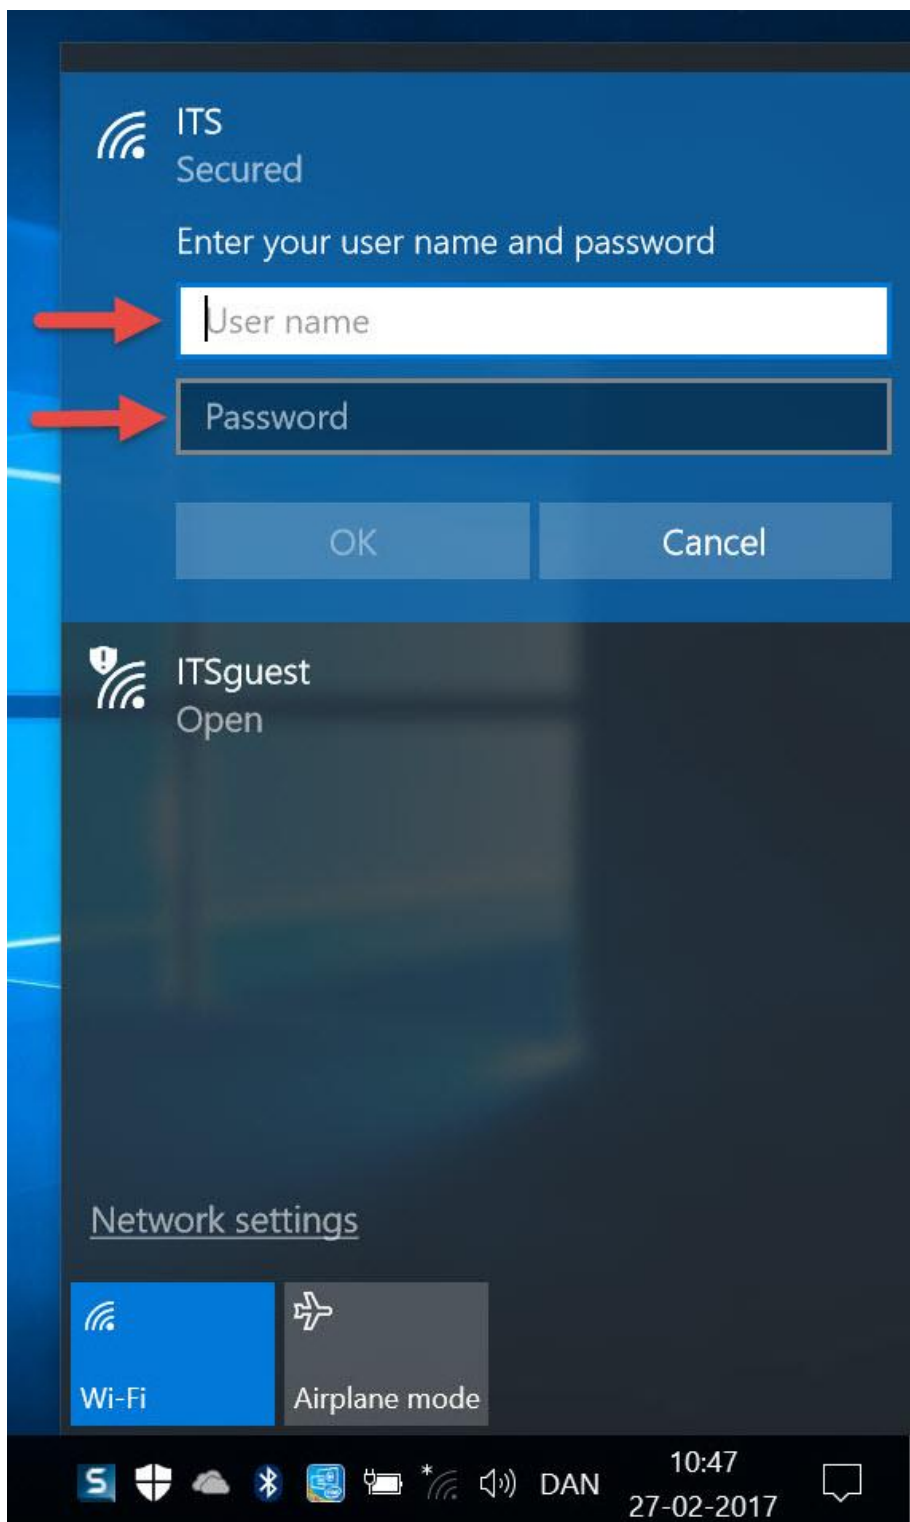 ITS
Secured
Enter your user name and password
User name
Password
OK
Cancel
ITSguest
Open
Network settings
Wi-Fi
Airplane mode
S
DAN
10:47
27-02-2017